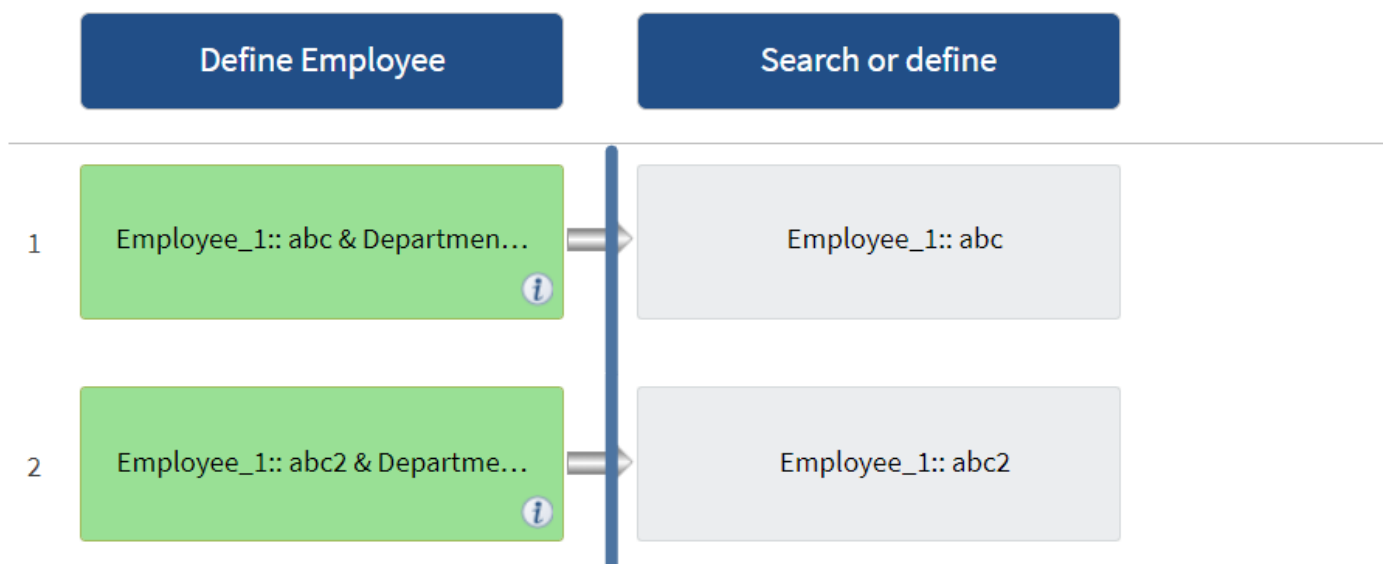 Define Employee
Search or define
1
Employee_1:: abc & Departmen...
Employee_1:: abc
i
2
Employee_1:: abc2 & Departme...
Employee_1:: abc2
i